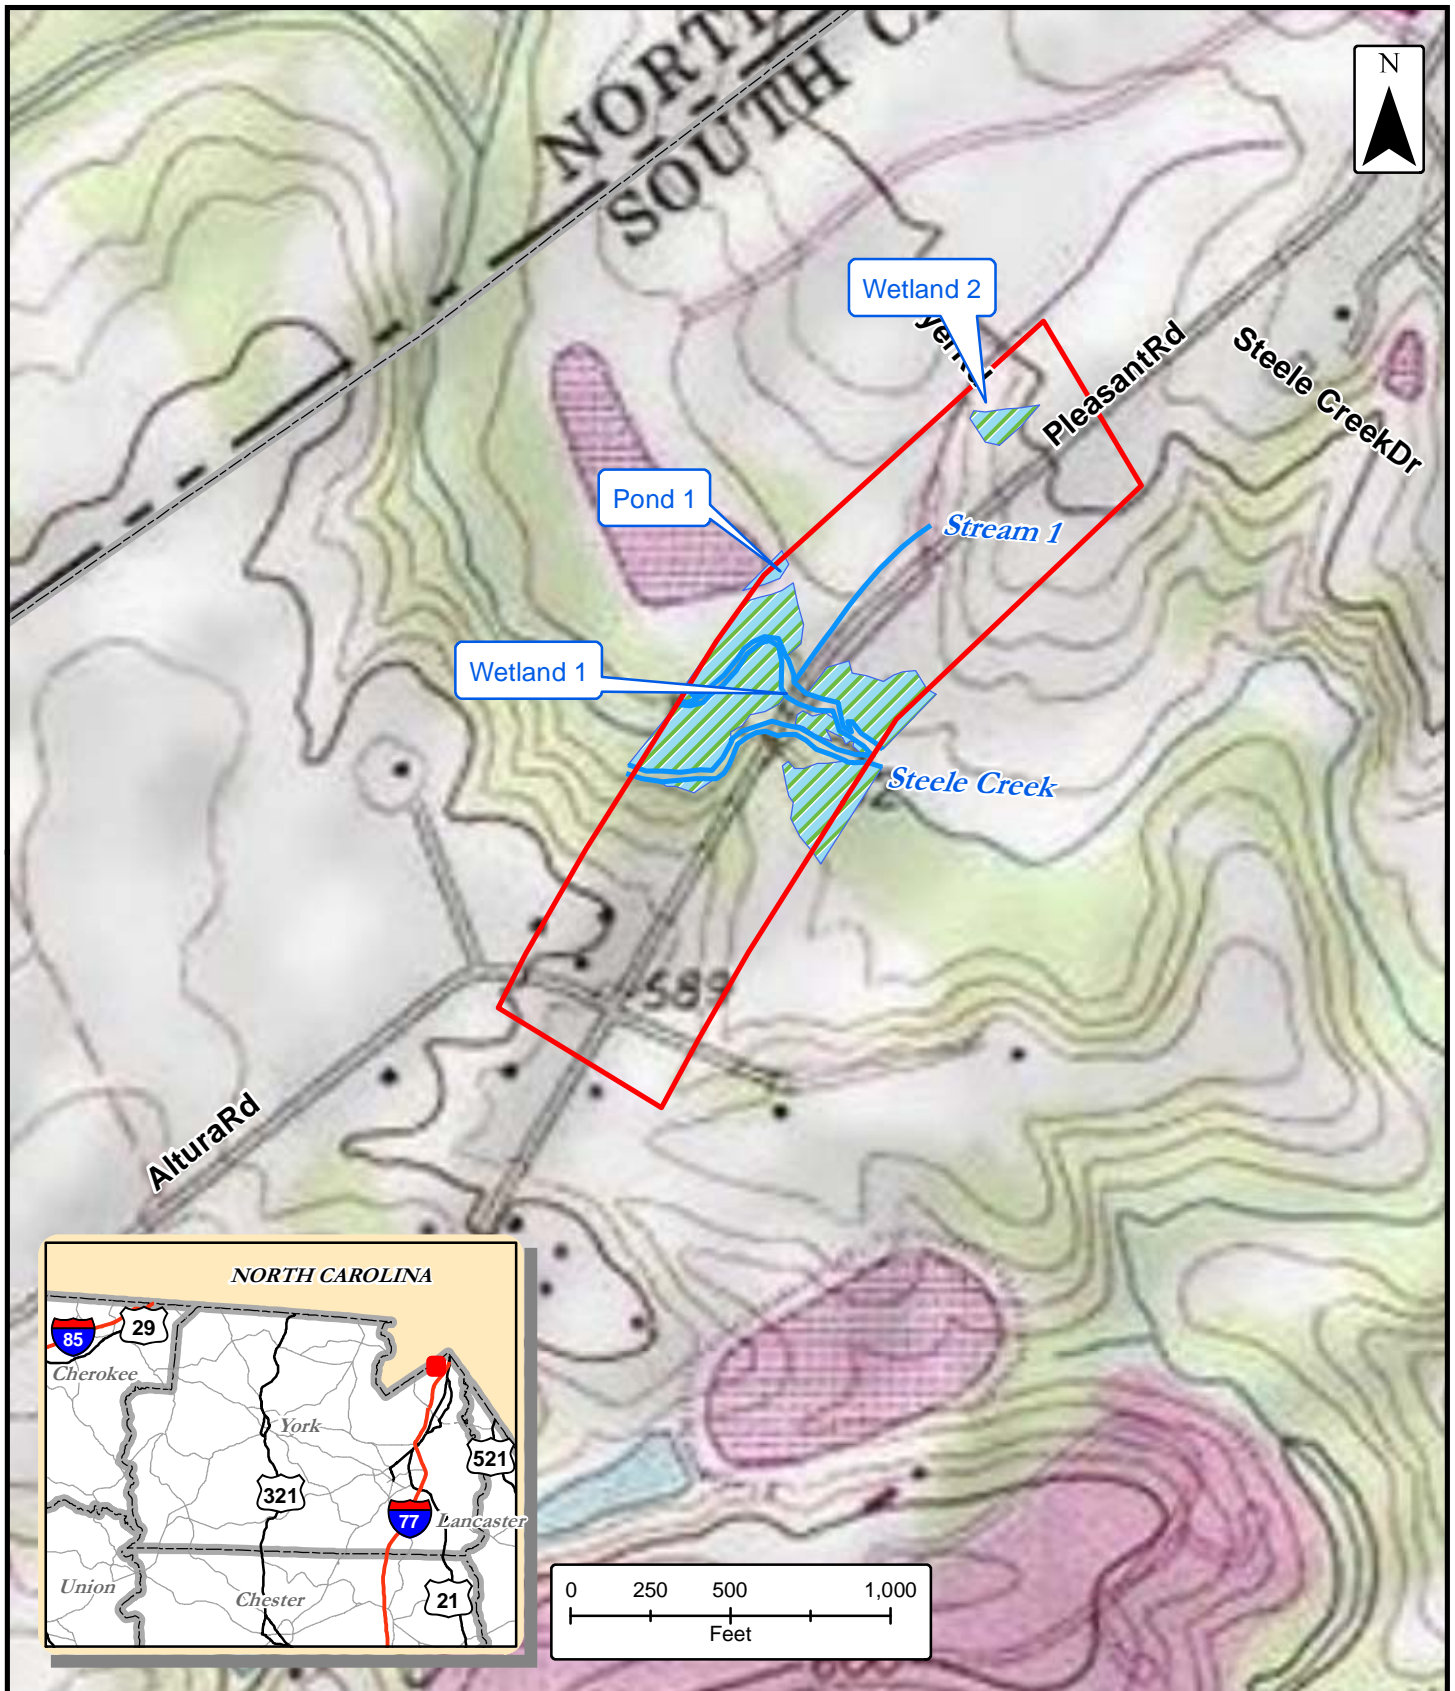 N
NORTH
SOUTH
Wetland 2
PleasantRd
Steele CreekDr
Pond 1
Stream 1
Wetland 1
Steele Creek
589
AlturaRd
NORTH CAROLINA
29
85
Cherokee
York
521
321
77
Lancaster
Union
Chester
21
0 250 500 1,000
Feet
600